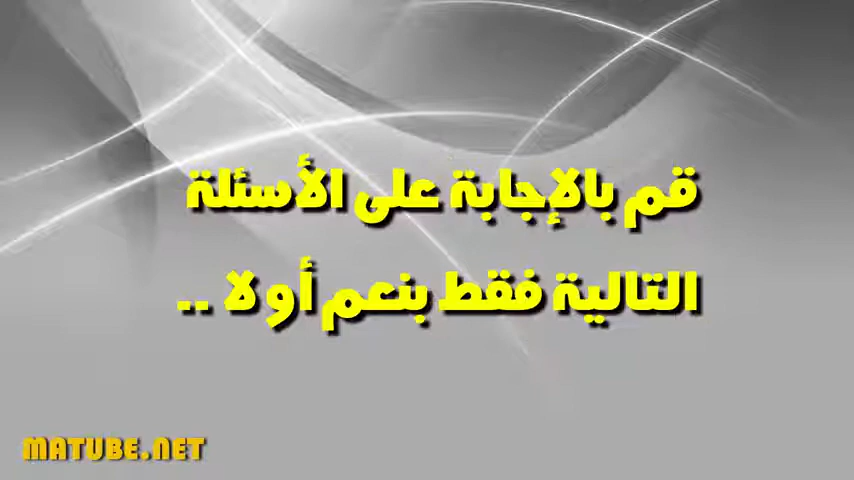 قم بالإجابة على الأسئلة
التالية فقط بنعم أو لا ..
MATUBE.NET